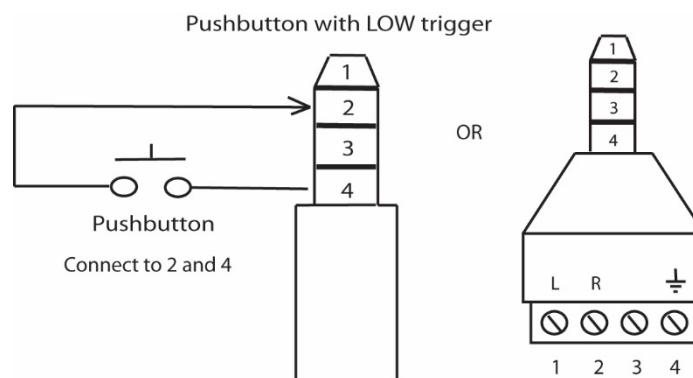 Pushbutton with LOW trigger
1
2
3
4
Pushbutton
Connect to 2 and 4
OR
1
2
3
4
L R
1 2 3 4